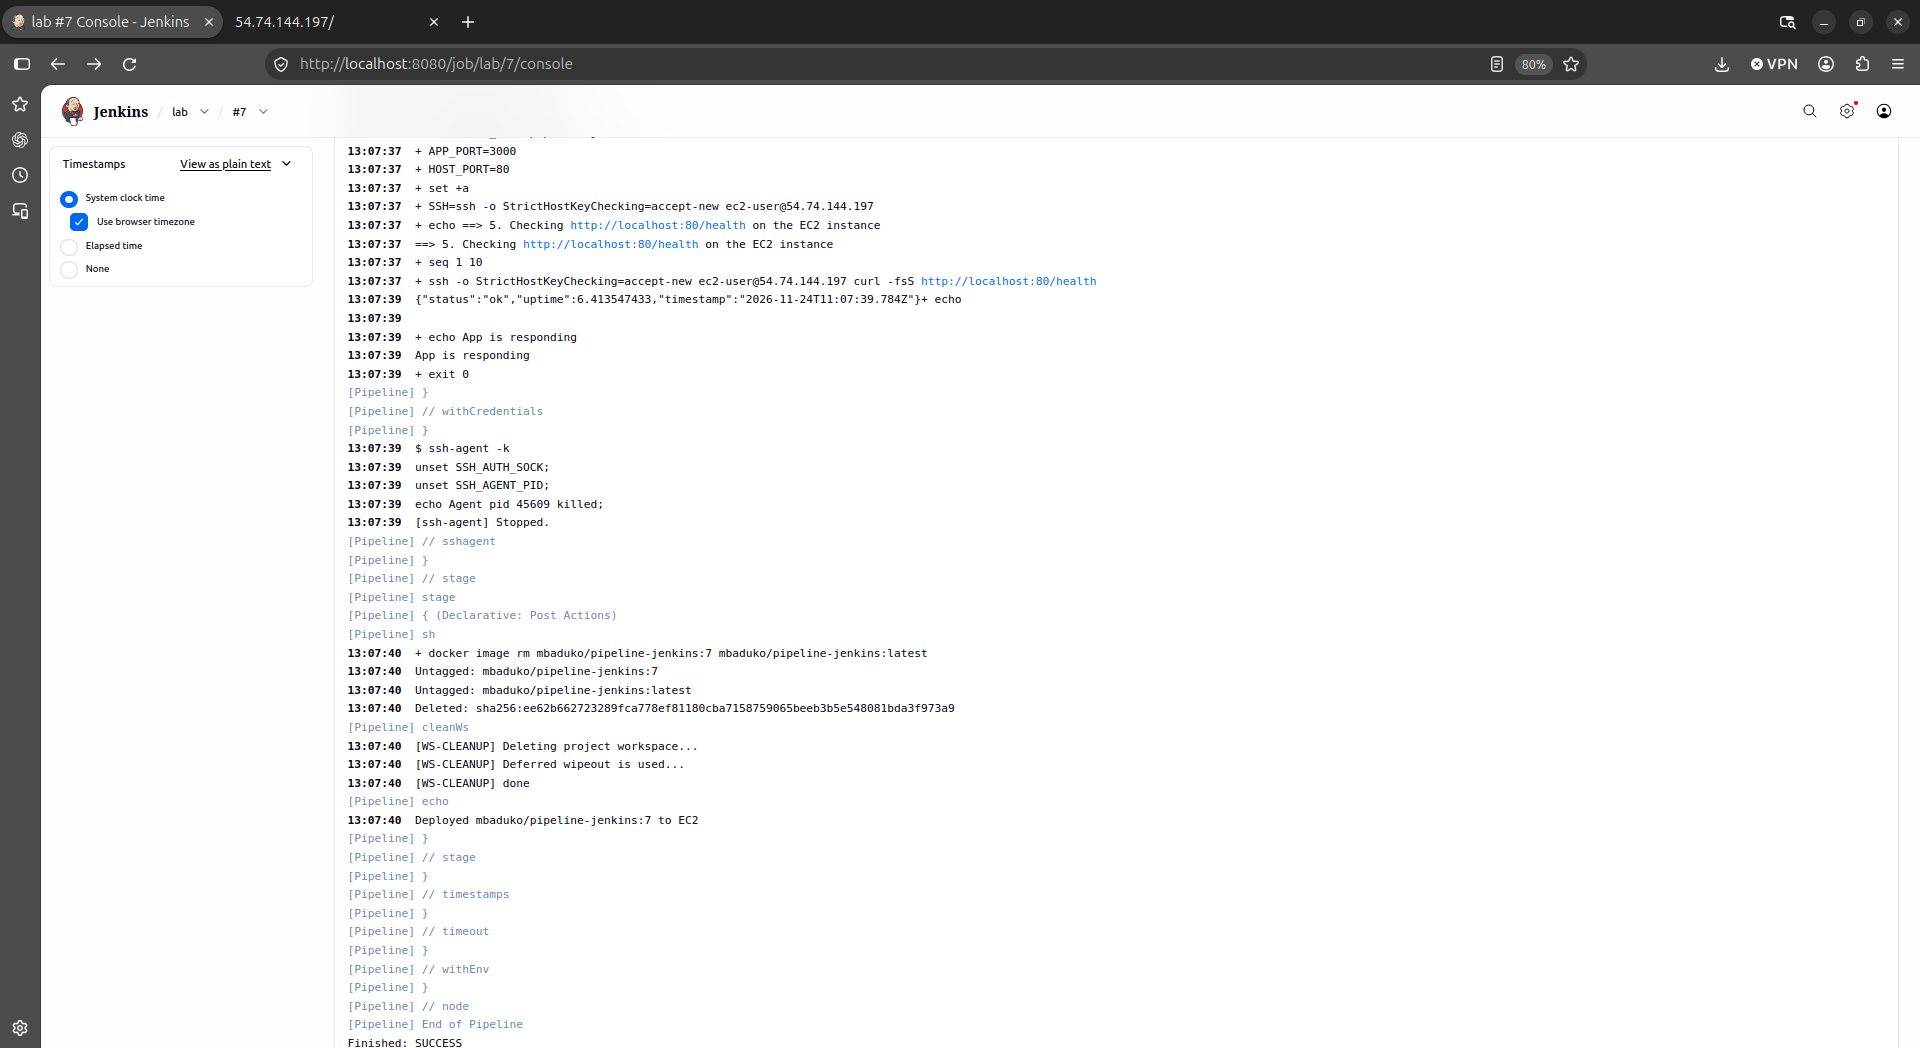 lab #7 Console - Jenkins
54.74.144.197/
http://localhost:8080/job/lab/7/console
80%
VPN
Jenkins / lab / #7
Timestamps
View as plain text
System clock time
Use browser timezone
Elapsed time
None
13:07:37 + APP_PORT=3000
13:07:37 + HOST_PORT=80
13:07:37 + set +a
13:07:37 + SSH=ssh -o StrictHostKeyChecking=accept-new ec2-user@54.74.144.197
13:07:37 + echo ==> 5. Checking http://localhost:80/health on the EC2 instance
13:07:37 ==> 5. Checking http://localhost:80/health on the EC2 instance
13:07:37 + seq 1 10
13:07:37 + ssh -o StrictHostKeyChecking=accept-new ec2-user@54.74.144.197 curl -fsS http://localhost:80/health
13:07:39 {"status":"ok","uptime":6.413547433,"timestamp":"2026-11-24T11:07:39.784Z"}+ echo
13:07:39
13:07:39 + echo App is responding
13:07:39 App is responding
13:07:39 + exit 0
[Pipeline] }
[Pipeline] // withCredentials
[Pipeline] }
13:07:39 $ ssh-agent -k
13:07:39 unset SSH_AUTH_SOCK;
13:07:39 unset SSH_AGENT_PID;
13:07:39 echo Agent pid 45609 killed;
13:07:39 [ssh-agent] Stopped.
[Pipeline] // sshagent
[Pipeline] }
[Pipeline] // stage
[Pipeline] stage
[Pipeline] { (Declarative: Post Actions)
[Pipeline] sh
13:07:40 + docker image rm mbaduko/pipeline-jenkins:7 mbaduko/pipeline-jenkins:latest
13:07:40 Untagged: mbaduko/pipeline-jenkins:7
13:07:40 Untagged: mbaduko/pipeline-jenkins:latest
13:07:40 Deleted: sha256:ee62b662723289fca778ef81180cba7158759065beeb3b5e548081bda3f973a9
[Pipeline] cleanWs
13:07:40 [WS-CLEANUP] Deleting project workspace...
13:07:40 [WS-CLEANUP] Deferred wipeout is used...
13:07:40 [WS-CLEANUP] done
[Pipeline] echo
13:07:40 Deployed mbaduko/pipeline-jenkins:7 to EC2
[Pipeline] }
[Pipeline] // stage
[Pipeline] }
[Pipeline] // timestamps
[Pipeline] }
[Pipeline] // timeout
[Pipeline] }
[Pipeline] // withEnv
[Pipeline] }
[Pipeline] // node
[Pipeline] End of Pipeline
Finished: SUCCESS